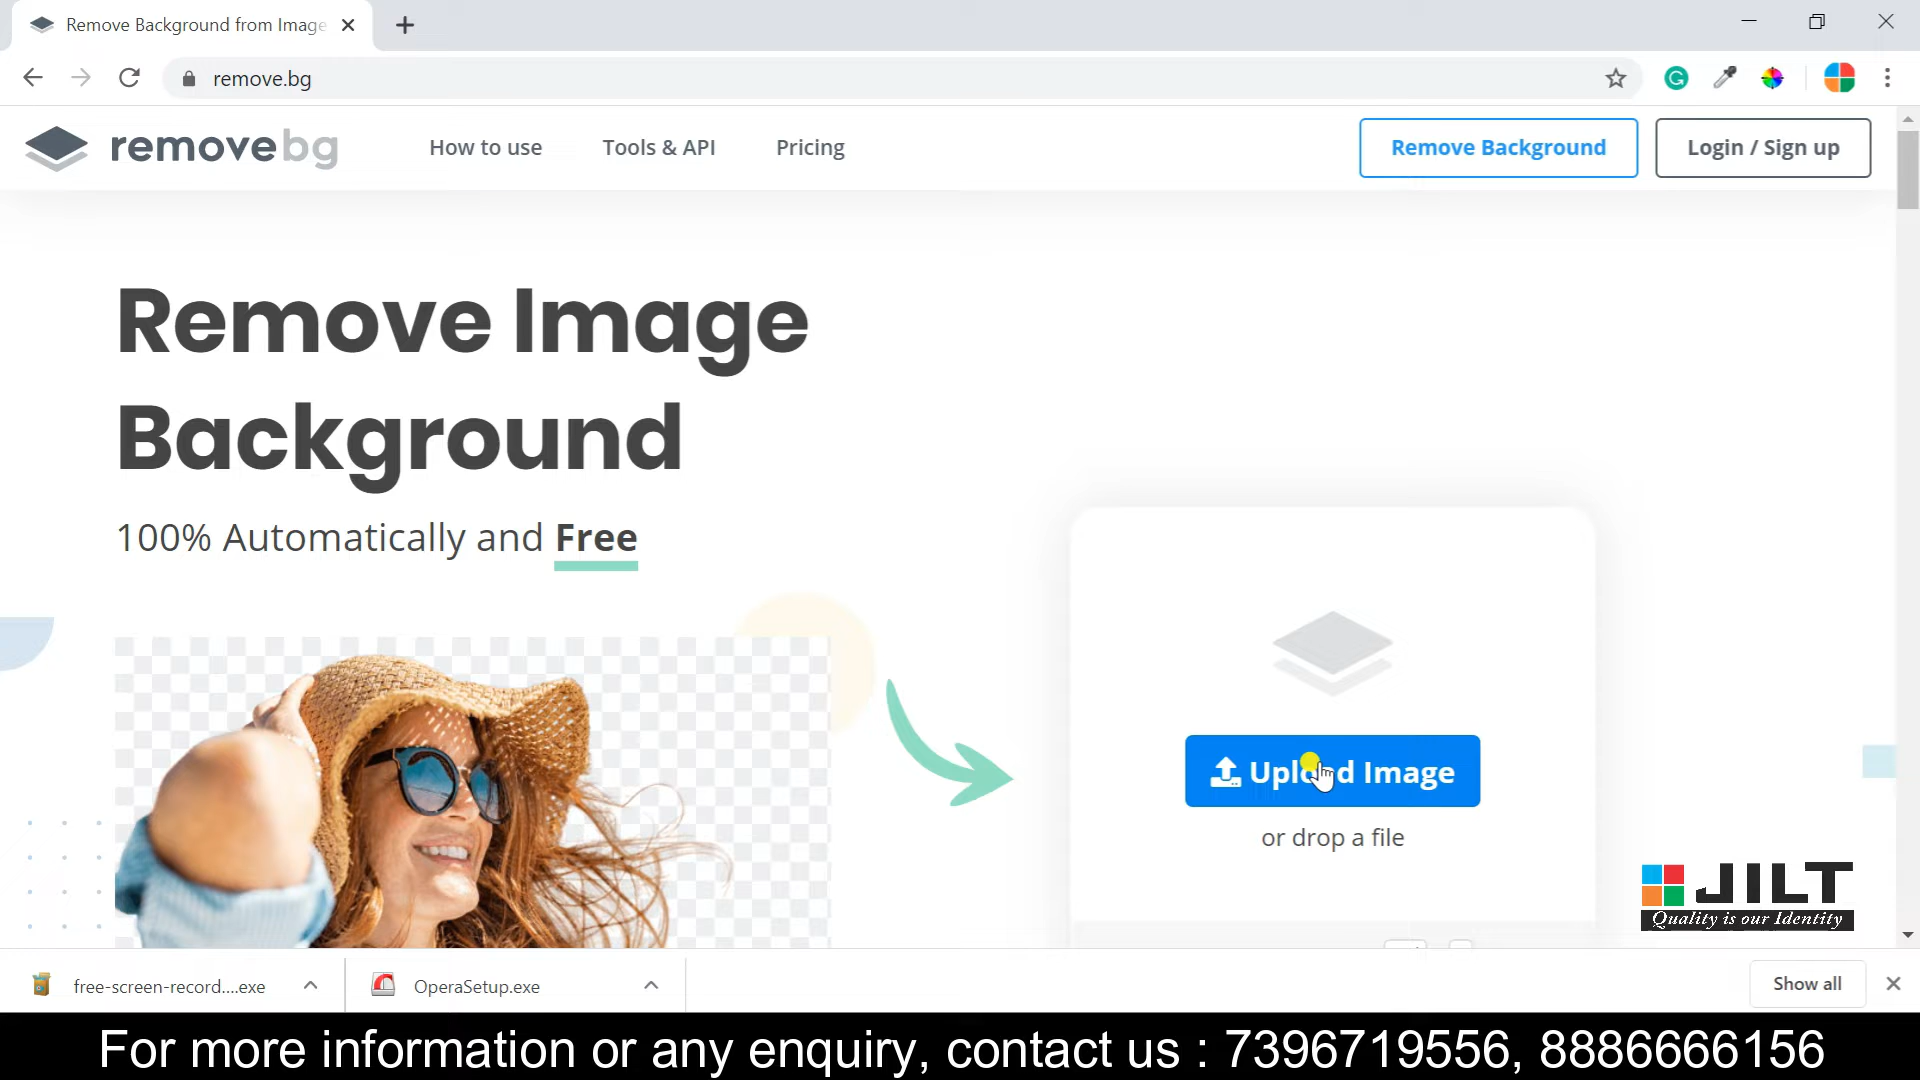 Remove Background from Image
remove.bg
removebg
How to use
Tools & API
Pricing
Remove Background
Login / Sign up
Remove Image
Background
100% Automatically and Free
Upload Image
or drop a file
JILT
Quality is our Identity
free-screen-record....exe
OperaSetup.exe
Show all
For more information or any enquiry, contact us : 7396719556, 8886666156